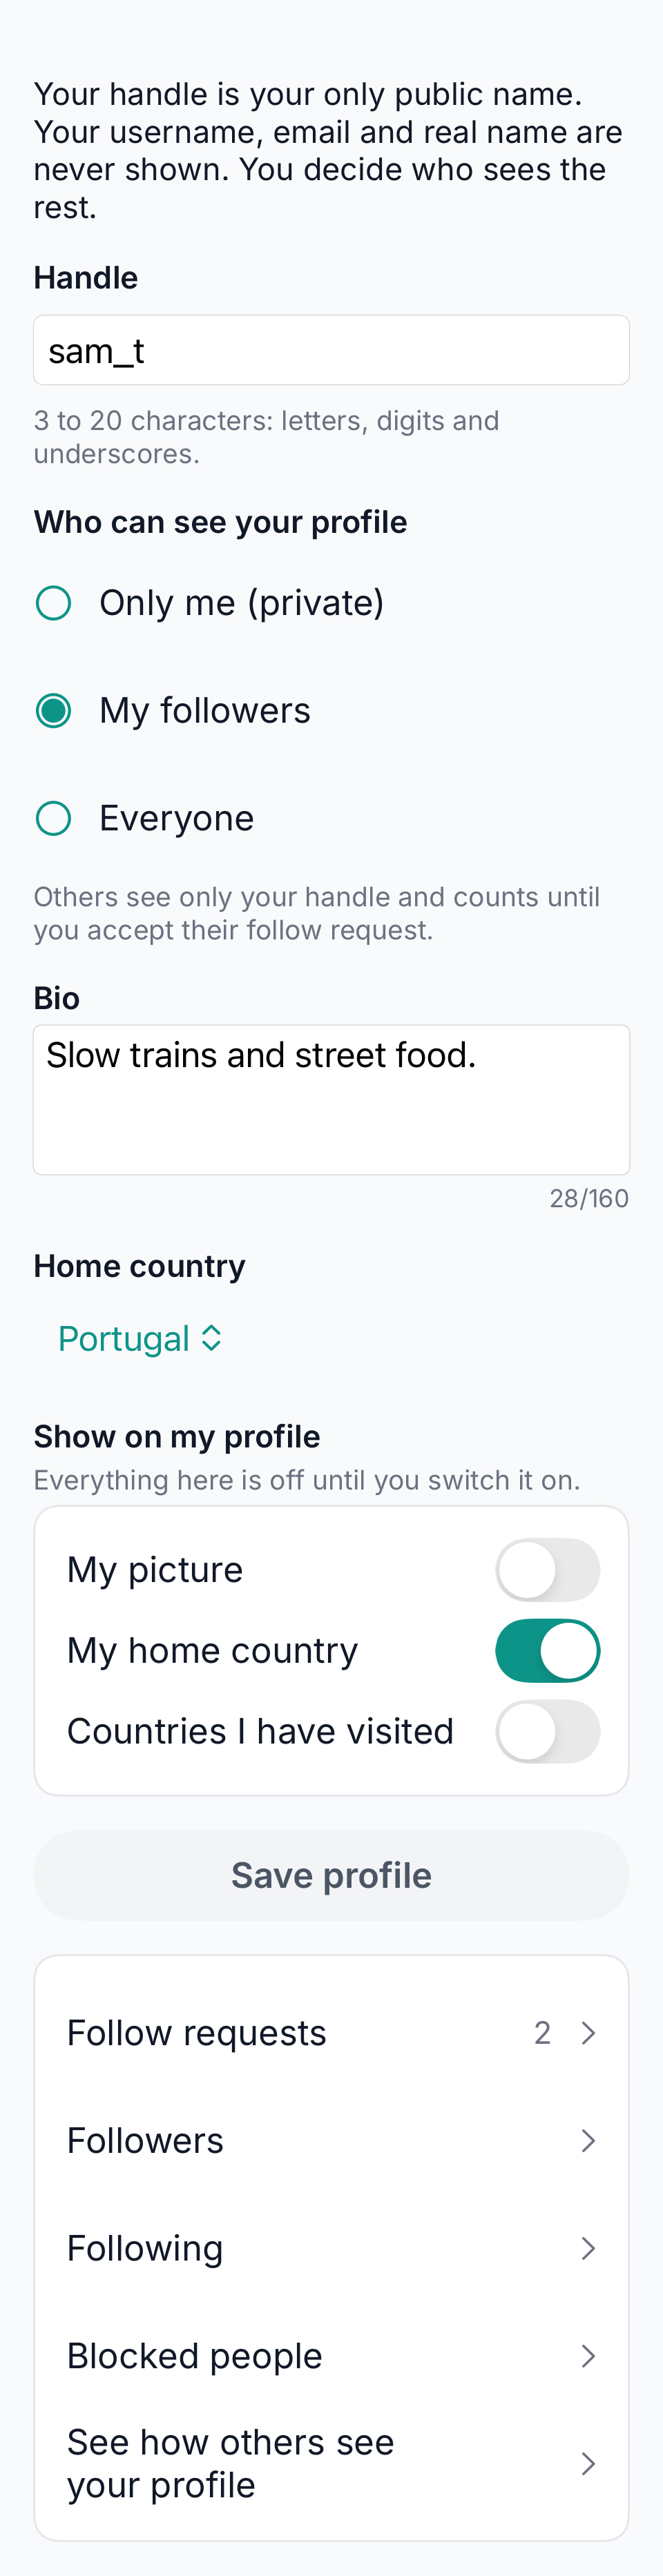 Your handle is your only public name.
Your username, email and real name are
never shown. You decide who sees the
rest.
Handle
sam_t
3 to 20 characters: letters, digits and
underscores.
Who can see your profile
Only me (private)
My followers
Everyone
Others see only your handle and counts until
you accept their follow request.
Bio
Slow trains and street food.
28/160
Home country
Portugal
Show on my profile
Everything here is off until you switch it on.
My picture
My home country
Countries I have visited
Save profile
Follow requests 2
Followers
Following
Blocked people
See how others see
your profile